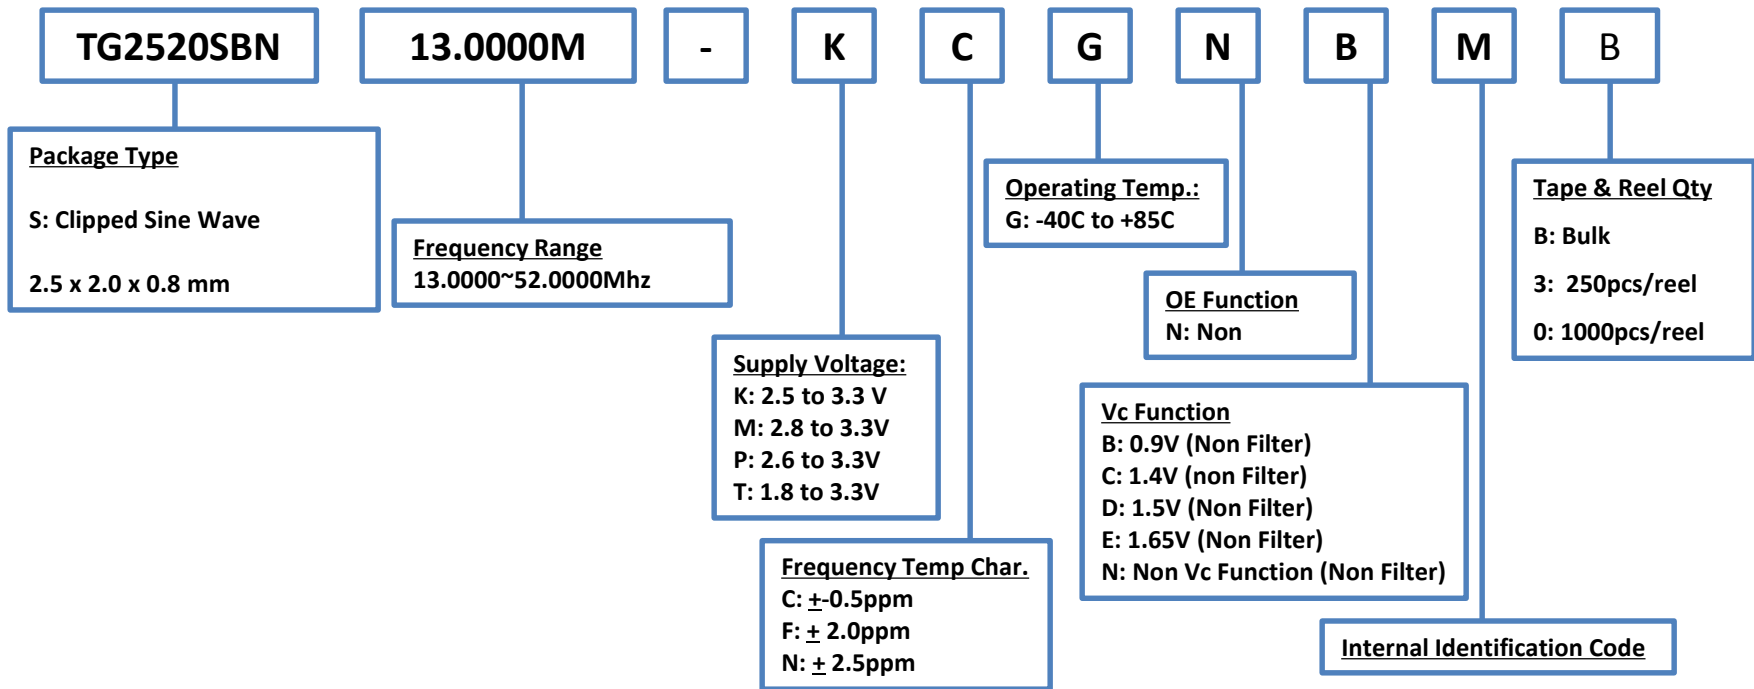 TG2520SBN 13.0000M - K C G N B M B
Package Type
S: Clipped Sine Wave
2.5 x 2.0 x 0.8 mm
Frequency Range
13.0000~52.0000Mhz
Supply Voltage:
K: 2.5 to 3.3 V
M: 2.8 to 3.3V
P: 2.6 to 3.3V
T: 1.8 to 3.3V
Frequency Temp Char.
C: +-0.5ppm
F: + 2.0ppm
N: + 2.5ppm
Operating Temp.:
G: -40C to +85C
OE Function
N: Non
Vc Function
B: 0.9V (Non Filter)
C: 1.4V (non Filter)
D: 1.5V (Non Filter)
E: 1.65V (Non Filter)
N: Non Vc Function (Non Filter)
Internal Identification Code
Tape & Reel Qty
B: Bulk
3: 250pcs/reel
0: 1000pcs/reel